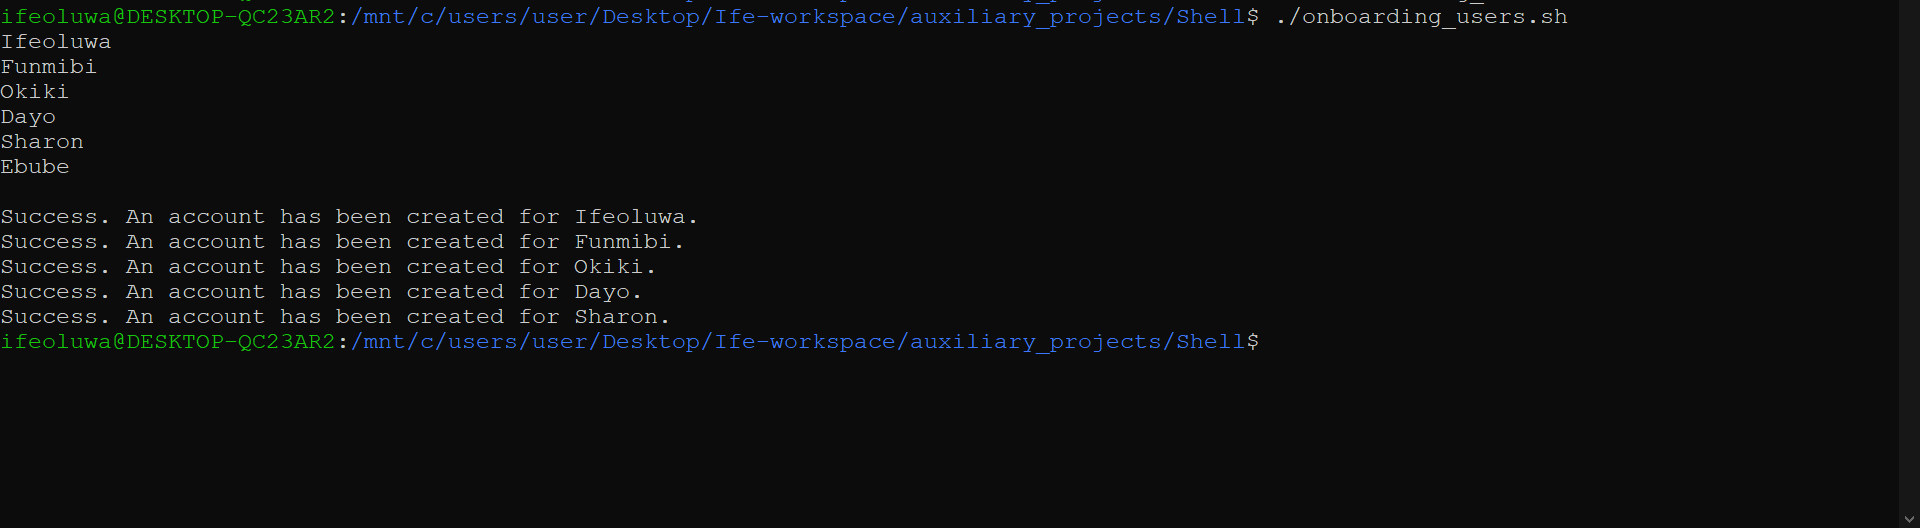 ifeoluwa@DESKTOP-QC23AR2:/mnt/c/users/user/Desktop/Ife-workspace/auxiliary_projects/Shell$ ./onboarding_users.sh
Ifeoluwa
Funmibi
Okiki
Dayo
Sharon
Ebube
Success. An account has been created for Ifeoluwa.
Success. An account has been created for Funmibi.
Success. An account has been created for Okiki.
Success. An account has been created for Dayo.
Success. An account has been created for Sharon.
ifeoluwa@DESKTOP-QC23AR2:/mnt/c/users/user/Desktop/Ife-workspace/auxiliary_projects/Shell$